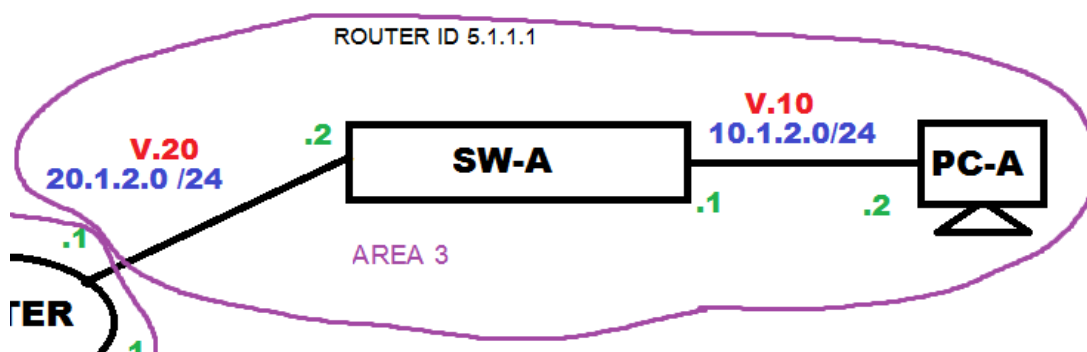 ROUTER ID 5.1.1.1
V.20
20.1.2.0 /24
.2
SW-A
V.10
10.1.2.0/24
.1
.2
PC-A
.1
AREA 3
TER
1